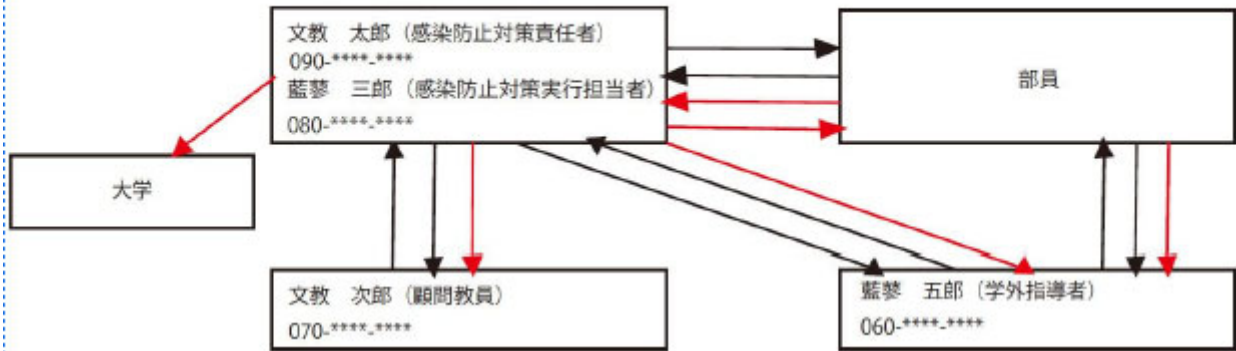 文教　太郎（感染防止対策責任者）
090-****-****
藍蓼　三郎（感染防止対策実行担当者）
080-****-****
部員
大学
文教　次郎（顧問教員）
070-****-****
藍蓼　五郎（学外指導者）
060-****-****